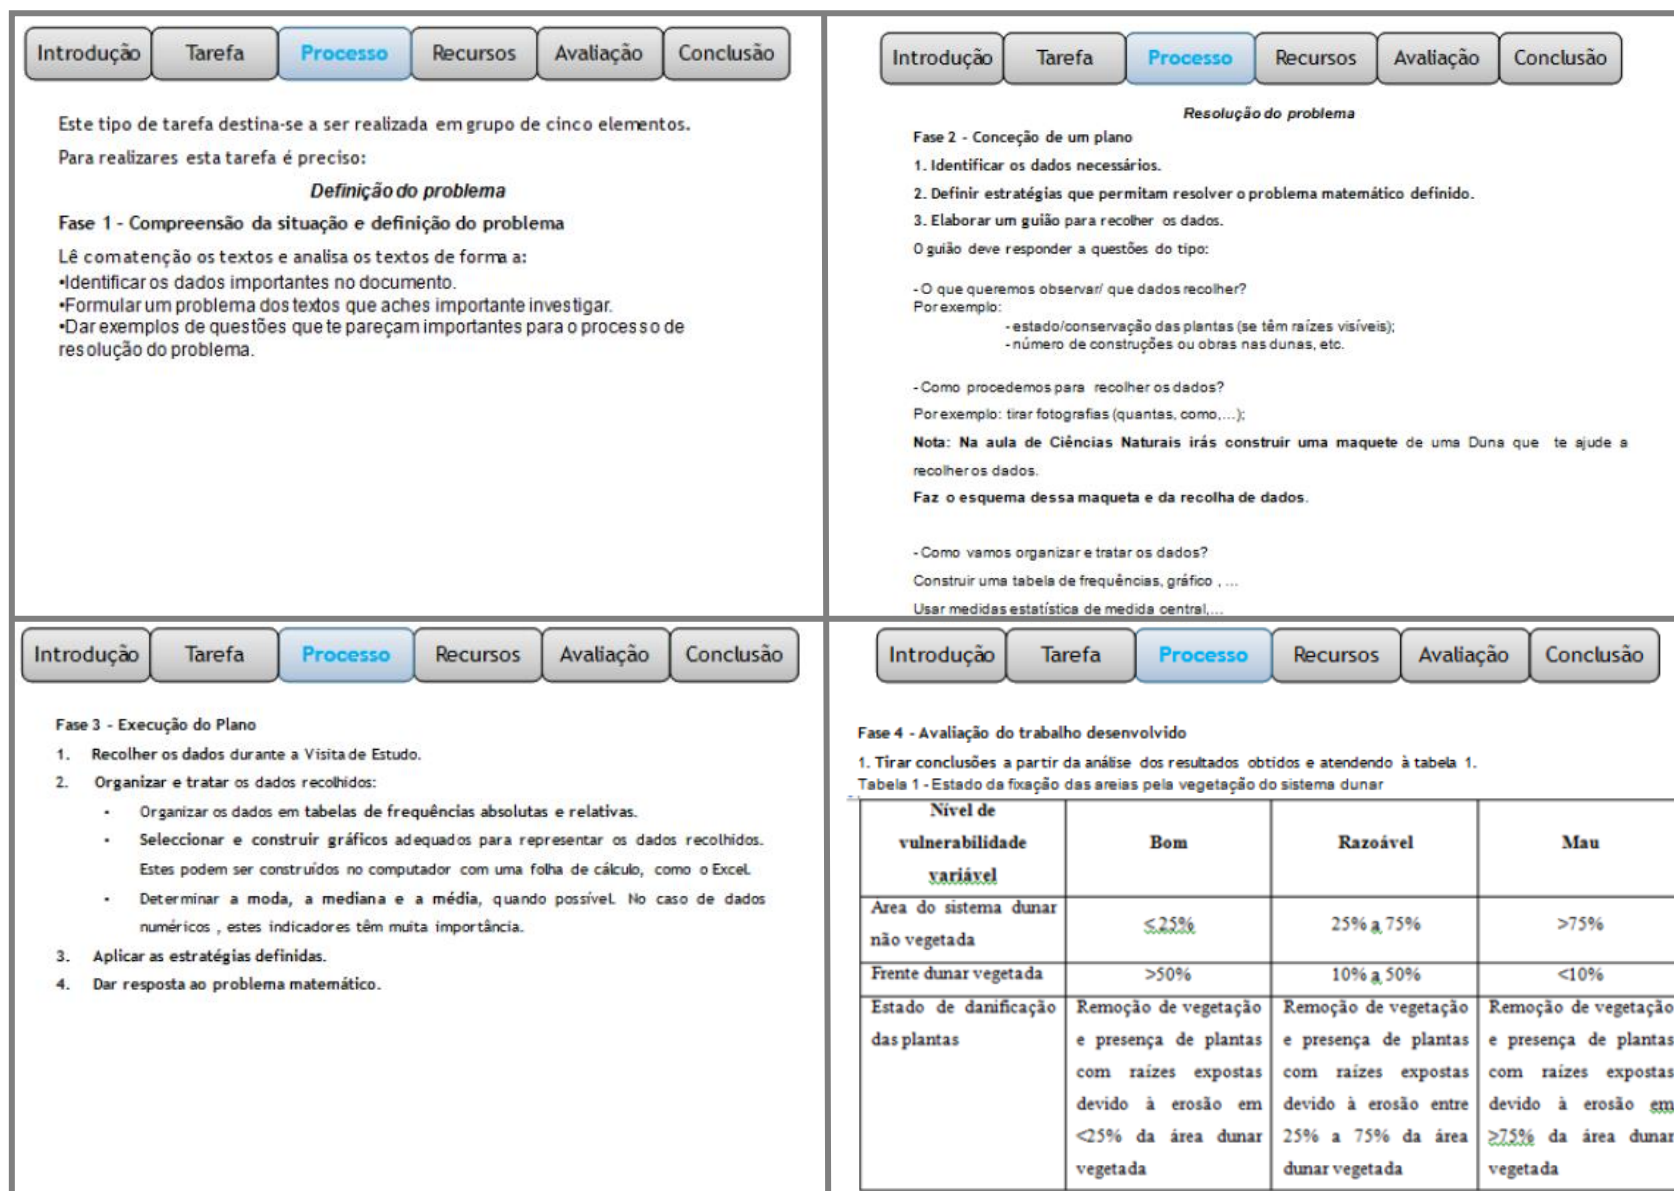 Introdução Tarefa Processo Recursos Avaliação Conclusão
Este tipo de tarefa destina-se a ser realizada em grupo de cinco elementos.
Para realizares esta tarefa é preciso:
Definição do problema
Fase 1 - Compreensão da situação e definição do problema
Lê com atenção os textos e analisa os textos de forma a:
•Identificar os dados importantes no documento.
•Formular um problema dos textos que aches importante investigar.
•Dar exemplos de questões que te pareçam importantes para o processo de
resolução do problema.
Introdução Tarefa Processo Recursos Avaliação Conclusão
Resolução do problema
Fase 2 - Conceção de um plano
1. Identificar os dados necessários.
2. Definir estratégias que permitam resolver o problema matemático definido.
3. Elaborar um guião para recolher os dados.
O guião deve responder a questões do tipo:
- O que queremos observar/ que dados recolher?
Por exemplo:
- estado/conservação das plantas (se têm raízes visíveis);
- número de construções ou obras nas dunas, etc.
- Como procedemos para recolher os dados?
Por exemplo: tirar fotografias (quantas, como,...);
Nota: Na aula de Ciências Naturais irás construir uma maquete de uma Duna que te ajude a
recolher os dados.
Faz o esquema dessa maqueta e da recolha de dados.
- Como vamos organizar e tratar os dados?
Construir uma tabela de frequências, gráfico , ...
Usar medidas estatística de medida central,...
Introdução Tarefa Processo Recursos Avaliação Conclusão
Fase 3 - Execução do Plano
1. Recolher os dados durante a Visita de Estudo.
2. Organizar e tratar os dados recolhidos:
• Organizar os dados em tabelas de frequências absolutas e relativas.
• Seleccionar e construir gráficos adequados para representar os dados recolhidos.
Estes podem ser construídos no computador com uma folha de cálculo, como o Excel.
• Determinar a moda, a mediana e a média, quando possível. No caso de dados
numéricos , estes indicadores têm muita importância.
3. Aplicar as estratégias definidas.
4. Dar resposta ao problema matemático.
Introdução Tarefa Processo Recursos Avaliação Conclusão
Fase 4 - Avaliação do trabalho desenvolvido
1. Tirar conclusões a partir da análise dos resultados obtidos e atendendo à tabela 1.
Tabela 1 - Estado da fixação das areias pela vegetação do sistema dunar
Nível de
vulnerabilidade Bom Razoável Mau
variável
Área do sistema dunar
não vegetada ≤25% 25% a 75% >75%
Frente dunar vegetada >50% 10% a 50% <10%
Estado de danificação Remoção de vegetação Remoção de vegetação Remoção de vegetação
das plantas e presença de plantas e presença de plantas e presença de plantas
com raízes expostas com raízes expostas com raízes expostas
devido à erosão em devido à erosão entre devido à erosão em
<25% da área dunar 25% a 75% da área ≥75% da área dunar
vegetada dunar vegetada vegetada